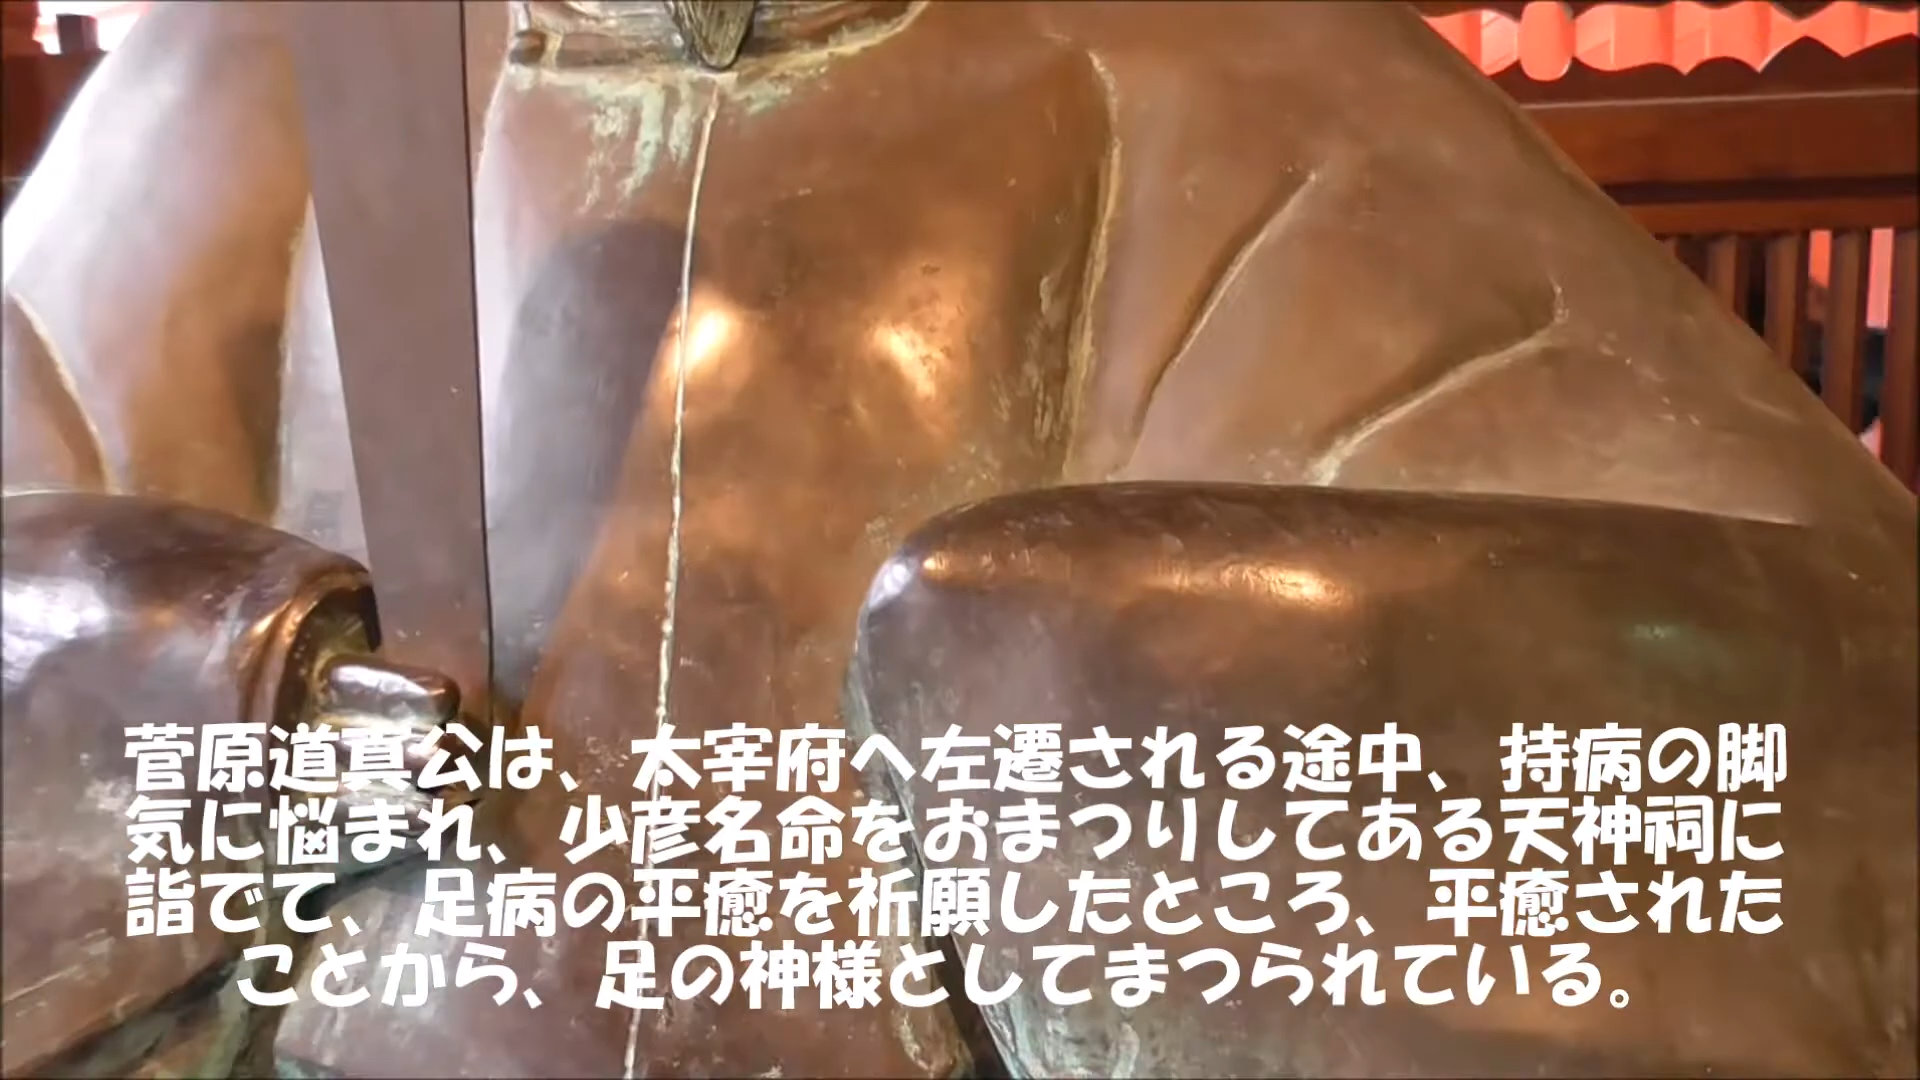 菅原道真公は、太宰府へ左遷される途中、持病の脚
気に悩まれ、少彦名命をおまつりしてある天神祠に
詣でて、足病の平癒を祈願したところ、平癒された
ことから、足の神様としてまつられている。